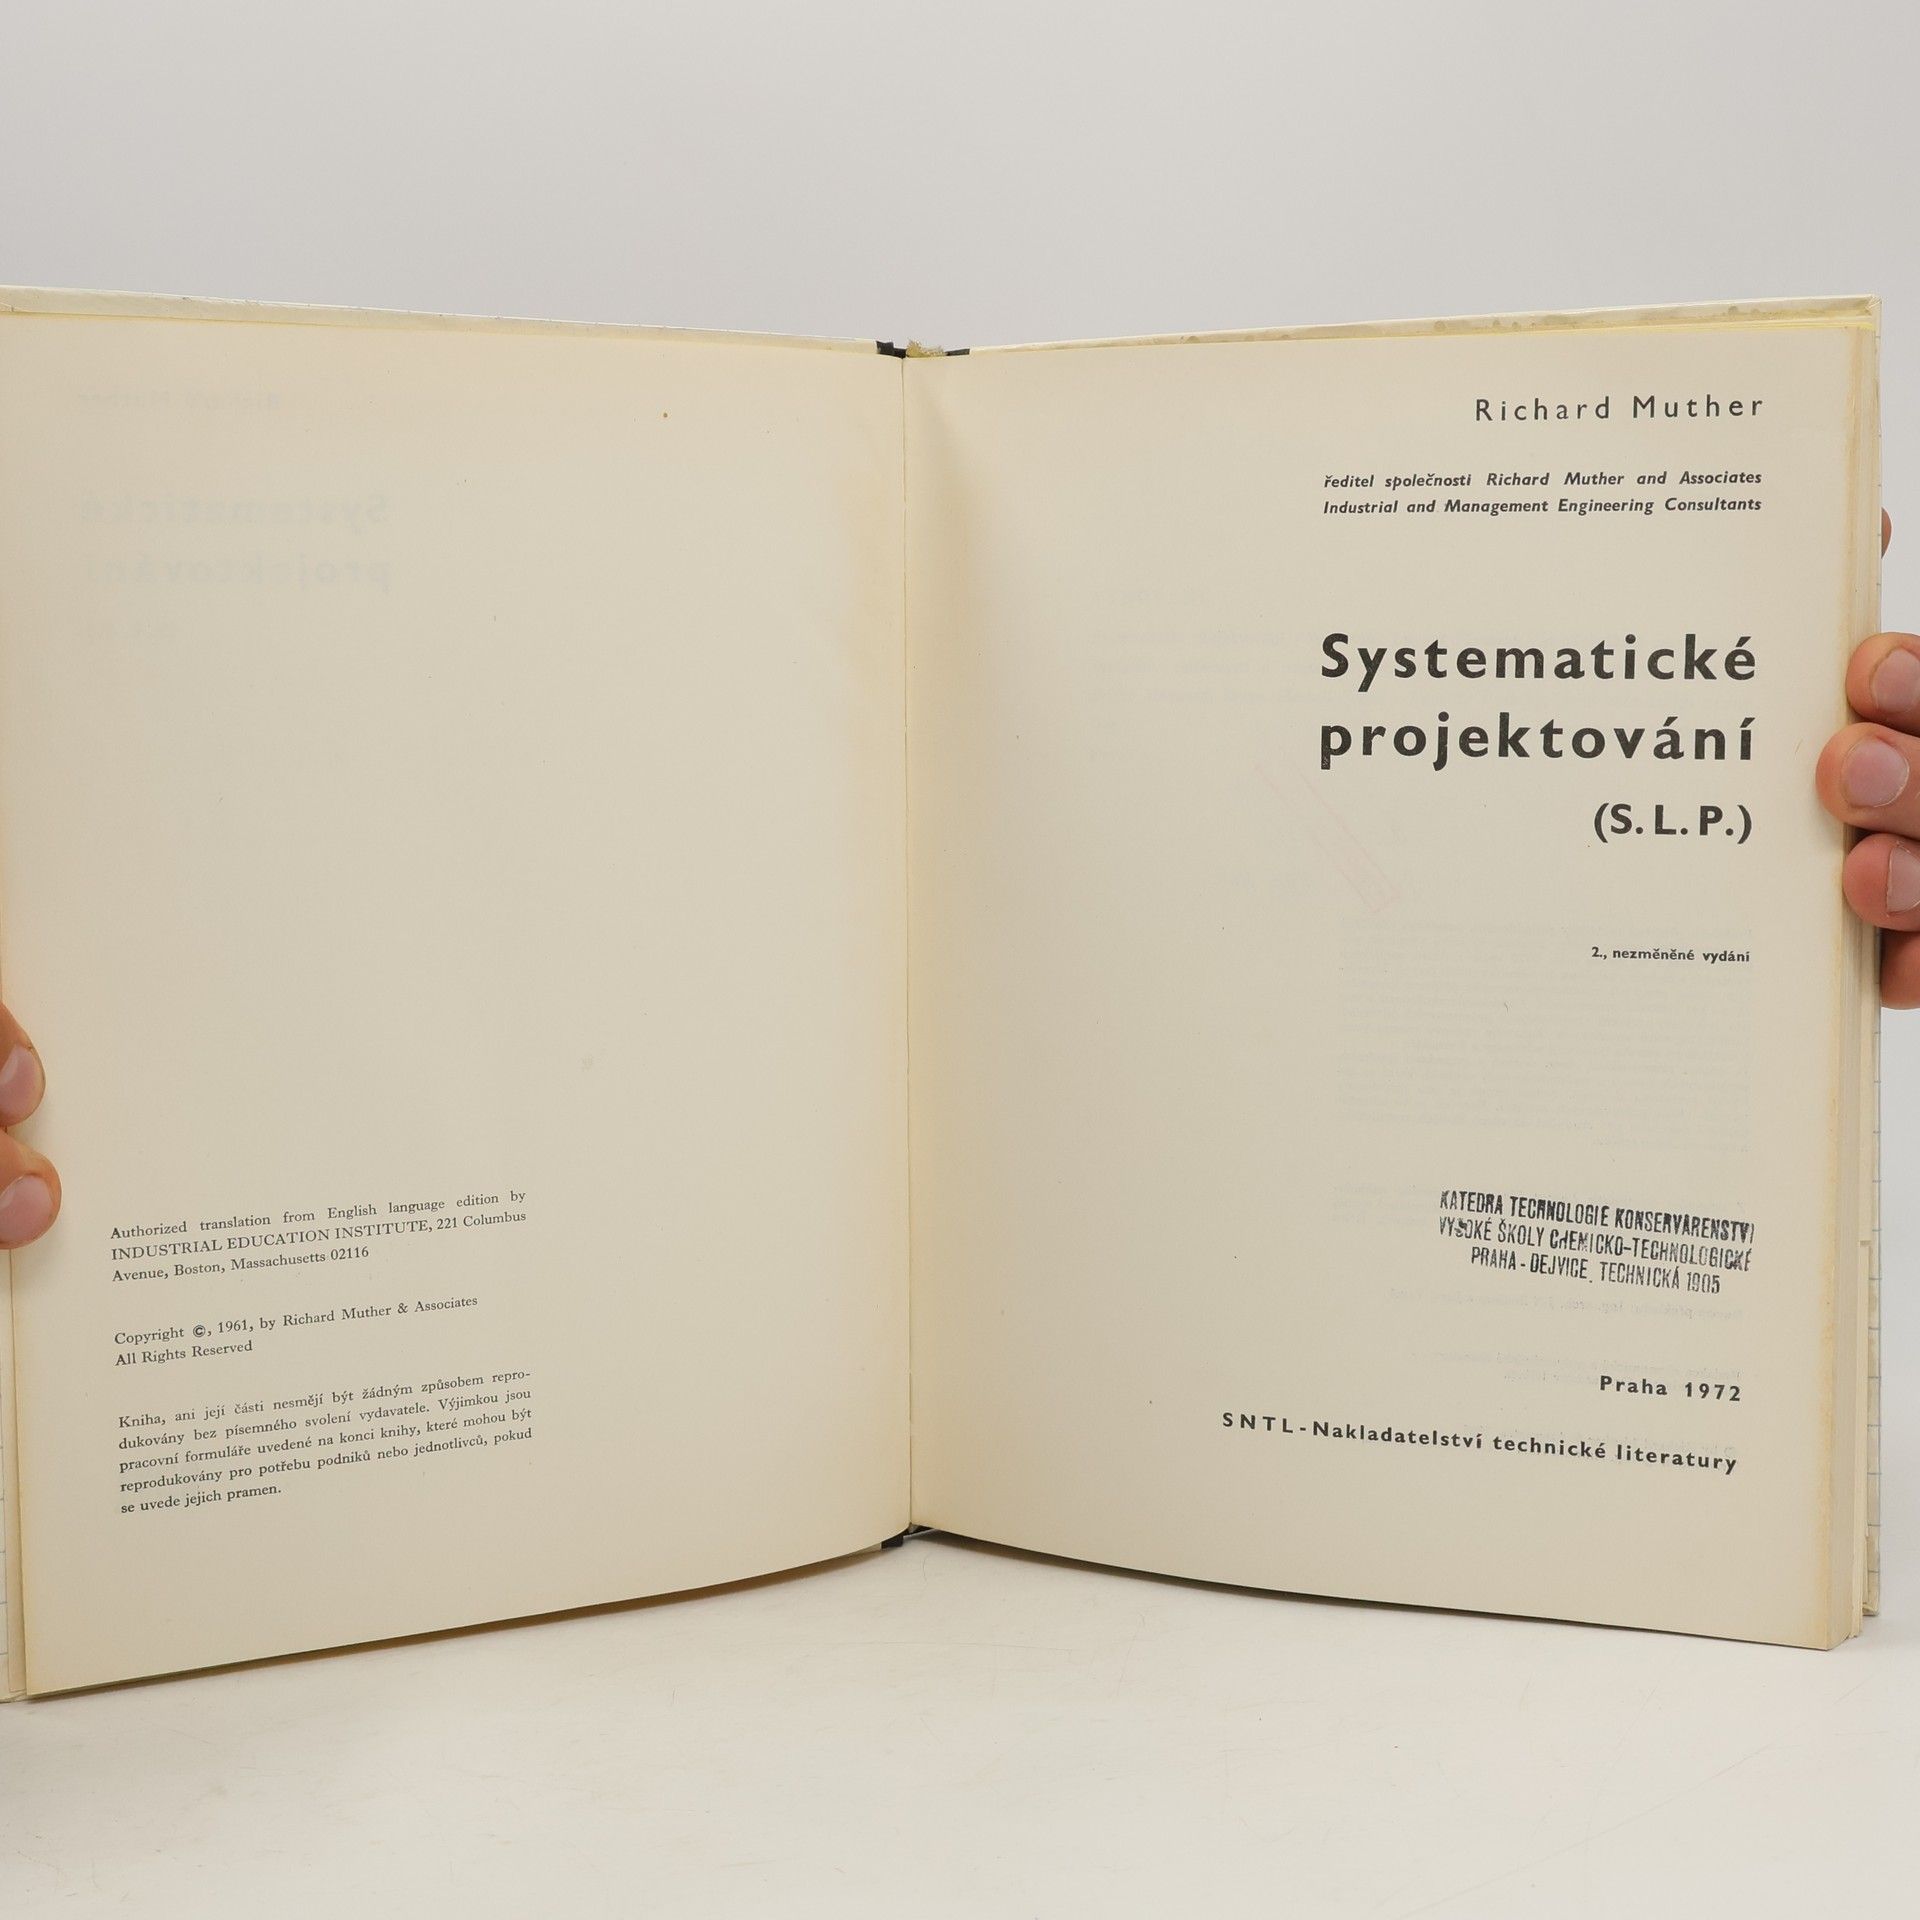 Authorized translation from English language edition by
INDUSTRIAL EDUCATION INSTITUTE, 221 Columbus
Avenue, Boston, Massachusetts 02116
Copyright ©, 1961, by Richard Muther & Associates
All Rights Reserved
Kniha, ani její části nesmějí být žádným způsobem repro-
dukovány bez písemného svolení vydavatele. Výjimkou jsou
pracovní formuláře uvedené na konci knihy, které mohou být
reprodukovány pro potřebu podniků nebo jednotlivců, pokud
se uvede jejich pramen.
Richard Muther
ředitel společnosti Richard Muther and Associates
Industrial and Management Engineering Consultants
Systematické
projektování
(S. L. P.)
2., nezměněné vydání
KATEDRA TECHNOLOGIE KONSERVÁRENSTVÍ
VYSOKÉ ŠKOLY CHEMICKO-TECHNOLOGICKÉ
PRAHA - DEJVICE, TECHNICKÁ 1905
Praha 1972
SNTL-Nakladatelství technické literatury